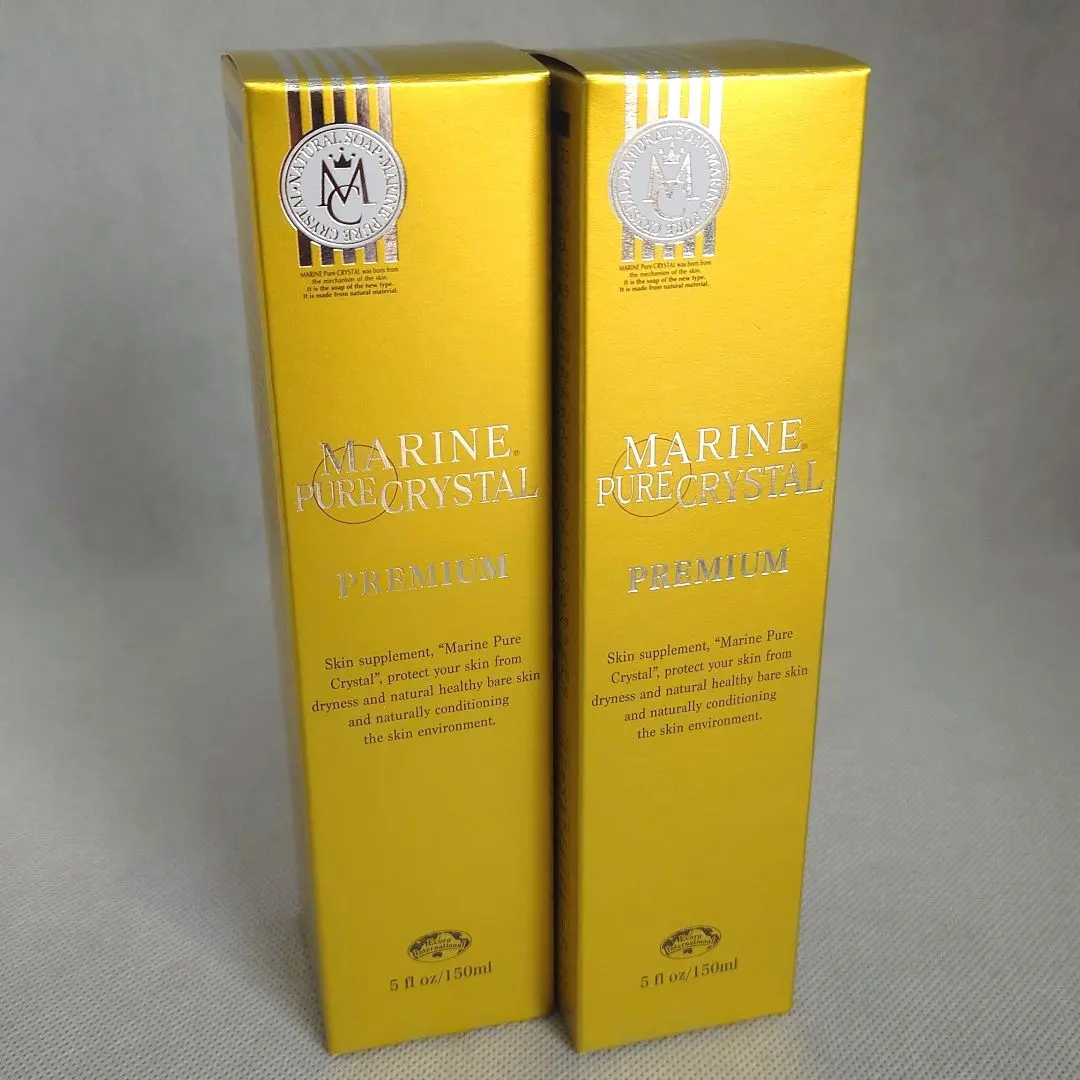 NATURAL SOAP•MARINE PURE CRYSTAL•
MC
MARINE Pure CRYSTAL was born from
the mechanism of the skin.
It is the soap of the new type.
It is made from natural material.
MARINE®
PURE CRYSTAL
PREMIUM
Skin supplement, “Marine Pure
Crystal”, protect your skin from
dryness and natural healthy bare skin
and naturally conditioning
the skin environment.
International
5 fl oz/150ml
NATURAL SOAP•MARINE PURE CRYSTAL•
MC
MARINE Pure CRYSTAL was born from
the mechanism of the skin.
It is the soap of the new type.
It is made from natural material.
MARINE®
PURE CRYSTAL
PREMIUM
Skin supplement, “Marine Pure
Crystal”, protect your skin from
dryness and natural healthy bare skin
and naturally conditioning
the skin environment.
International
5 fl oz/150ml